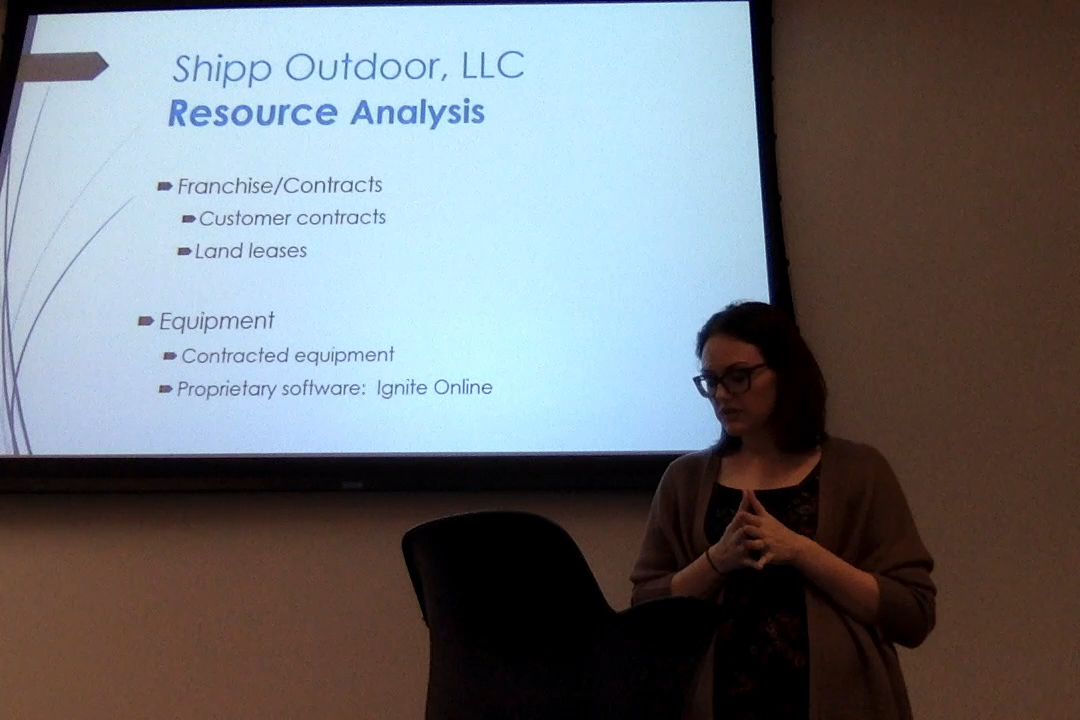 Shipp Outdoor, LLC
Resource Analysis
Franchise/Contracts
Customer contracts
Land leases
Equipment
Contracted equipment
Proprietary software: Ignite Online